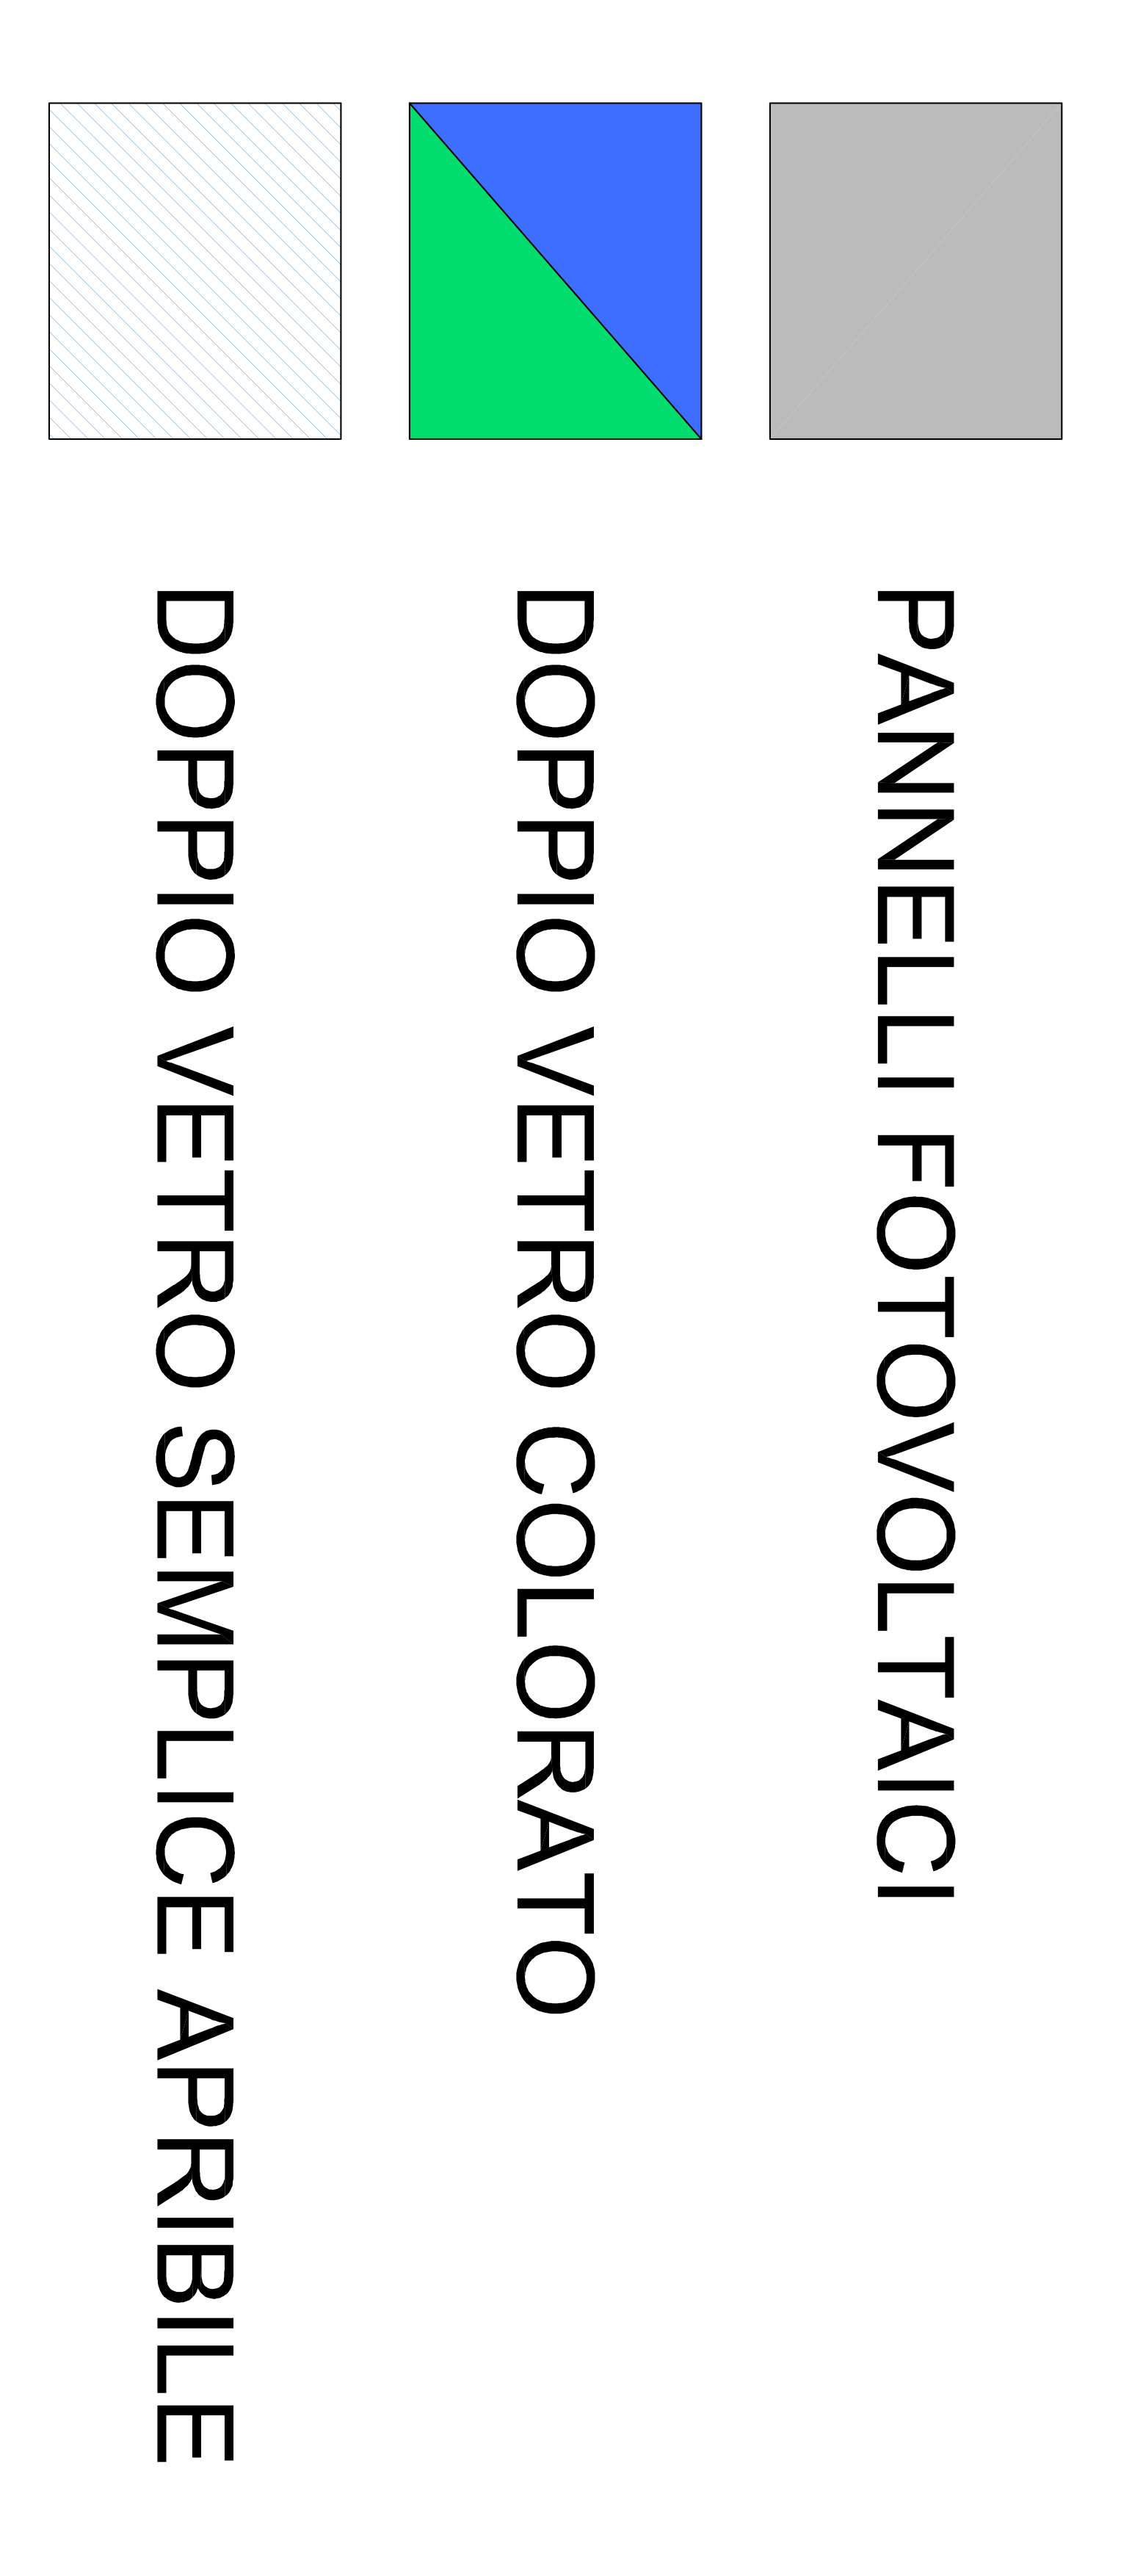 PANNELLI FOTOVOLTAICI
DOPPIO VETRO COLORATO
DOPPIO VETRO SEMPLICE APRIBILE